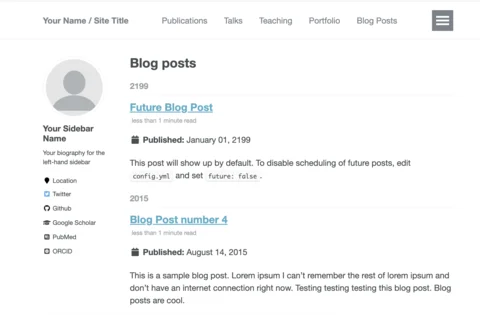 Your Name / Site Title
Publications
Talks
Teaching
Portfolio
Blog Posts
Your Sidebar
Name
Your biography for the
left-hand sidebar
Location
Twitter
Github
Google Scholar
PubMed
ORCID
Blog posts
2199
Future Blog Post
less than 1 minute read
Published: January 01, 2199
This post will show up by default. To disable scheduling of future posts, edit
config.yml and set future: false.
2015
Blog Post number 4
less than 1 minute read
Published: August 14, 2015
This is a sample blog post. Lorem ipsum I can't remember the rest of lorem ipsum and
don't have an internet connection right now. Testing testing testing this blog post. Blog
posts are cool.